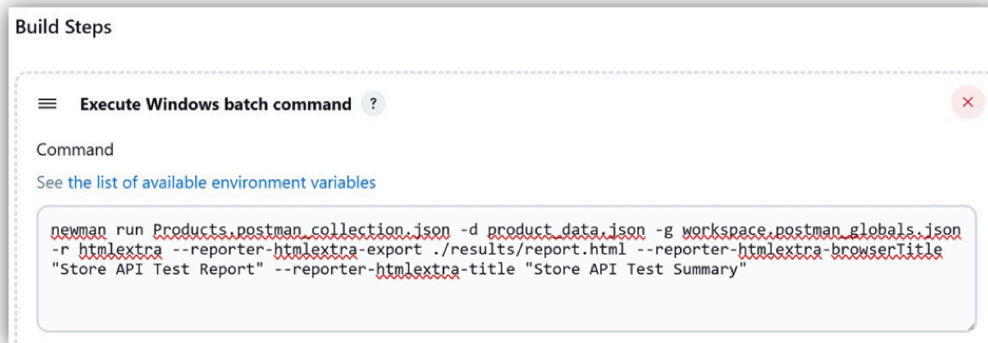 Build Steps
Execute Windows batch command ?
Command
See the list of available environment variables
newman run Products.postman_collection.json -d product_data.json -g workspace.postman_globals.json
-r htmlextra --reporter-htmlextra-export ./results/report.html --reporter-htmlextra-browserTitle
"Store API Test Report" --reporter-htmlextra-title "Store API Test Summary"